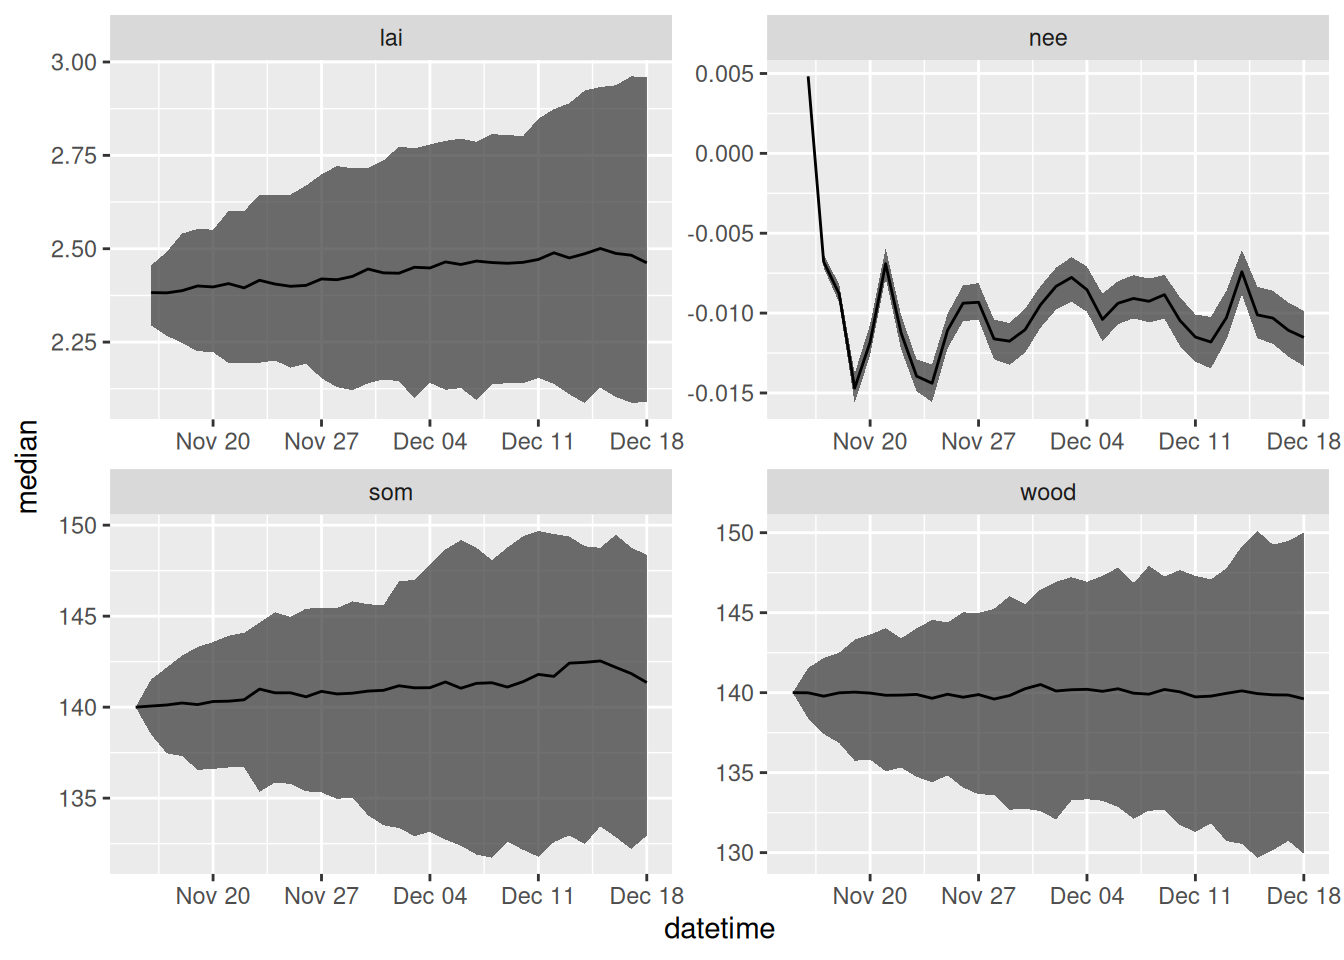 lai
nee
3.00
2.75
2.50
2.25
0.005
0.000
-0.005
-0.010
-0.015
Nov 20 Nov 27 Dec 04 Dec 11 Dec 18
Nov 20 Nov 27 Dec 04 Dec 11 Dec 18
median
som
wood
150
145
140
135
150
145
140
135
130
Nov 20 Nov 27 Dec 04 Dec 11 Dec 18
Nov 20 Nov 27 Dec 04 Dec 11 Dec 18
datetime